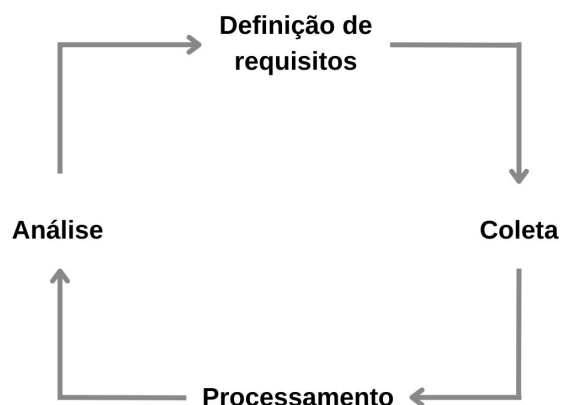 Definição de
requisitos
Análise
Coleta
Processamento